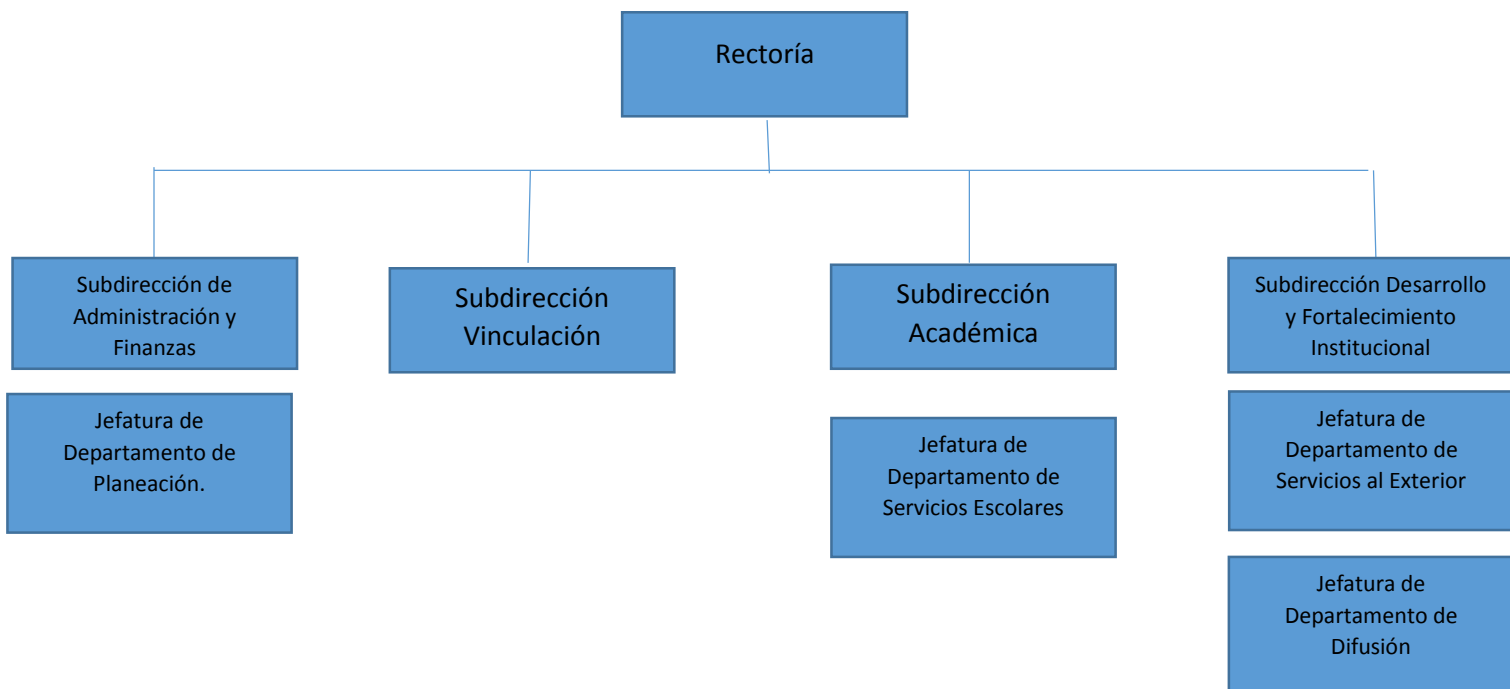 Rectoría
Subdirección de
Administración y
Finanzas
Subdirección
Vinculación
Subdirección
Académica
Subdirección Desarrollo
y Fortalecimiento
Institucional
Jefatura de
Departamento de
Planeación.
Jefatura de
Departamento de
Servicios Escolares
Jefatura de
Departamento de
Servicios al Exterior
Jefatura de
Departamento de
Difusión